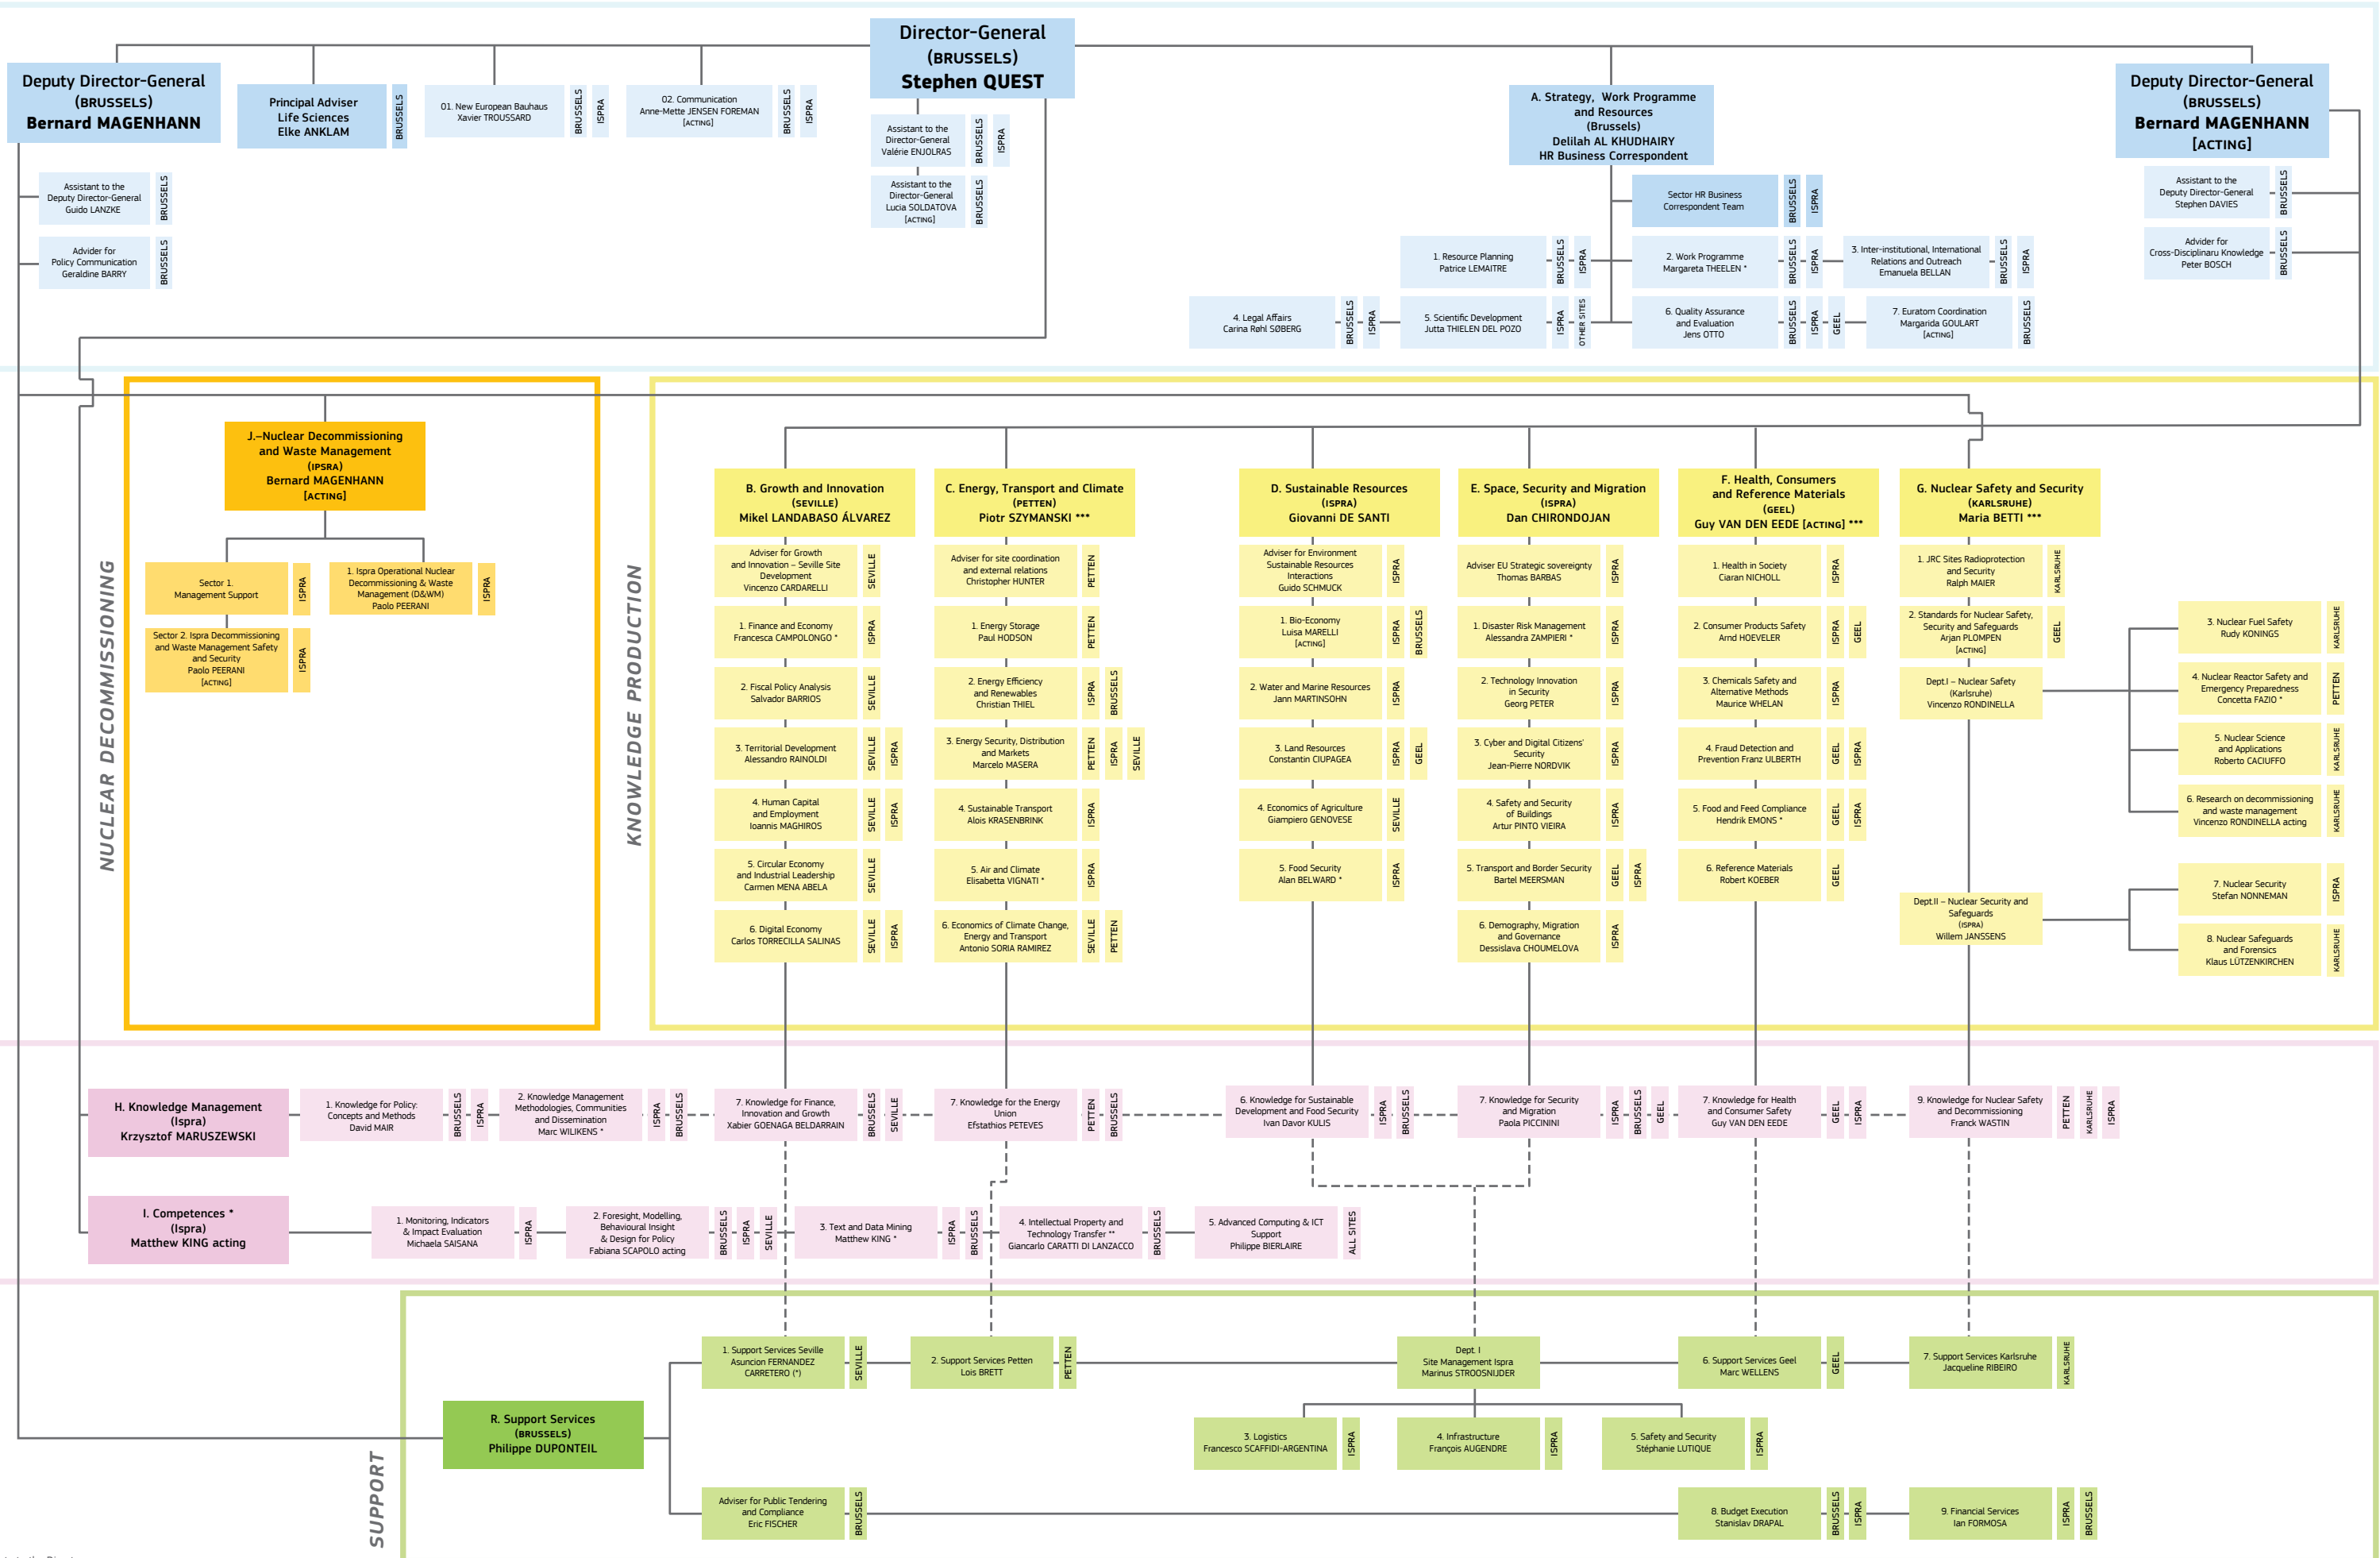 Director-General
(BRUSSELS)
Stephen QUEST
Deputy Director-General
(BRUSSELS)
Bernard MAGENHANN
Principal Adviser
Life Sciences
Elke ANKLAM
BRUSSELS
01. New European Bauhaus
Xavier TROUSSARD
BRUSSELS
ISPRA
02. Communication
Anne-Mette JENSEN FOREMAN
[ACTING]
BRUSSELS
ISPRA
Assistant to the
Director-General
Valérie ENJOLRAS
BRUSSELS
ISPRA
Assistant to the
Director-General
Lucia SOLDATOVA
[ACTING]
BRUSSELS
A. Strategy, Work Programme
and Resources
(Brussels)
Delilah AL KHUDHAIRY
HR Business Correspondent
Deputy Director-General
(BRUSSELS)
Bernard MAGENHANN
[ACTING]
Assistant to the
Deputy Director-General
Guido LANZKE
BRUSSELS
Advider for
Policy Communication
Geraldine BARRY
BRUSSELS
Sector HR Business
Correspondent Team
BRUSSELS
ISPRA
Assistant to the
Deputy Director-General
Stephen DAVIES
BRUSSELS
Advider for
Cross-Disciplinaru Knowledge
Peter BOSCH
BRUSSELS
1. Resource Planning
Patrice LEMAITRE
BRUSSELS
ISPRA
2. Work Programme
Margareta THEELEN *
BRUSSELS
ISPRA
3. Inter-institutional, International
Relations and Outreach
Emanuela BELLAN
BRUSSELS
ISPRA
4. Legal Affairs
Carina Røhl SØBERG
BRUSSELS
ISPRA
5. Scientific Development
Jutta THIELEN DEL POZO
ISPRA
OTHER SITES
6. Quality Assurance
and Evaluation
Jens OTTO
BRUSSELS
ISPRA
GEEL
7. Euratom Coordination
Margarida GOULART
[ACTING]
BRUSSELS
NUCLEAR DECOMMISSIONING
J.–Nuclear Decommissioning
and Waste Management
(IPSRA)
Bernard MAGENHANN
[ACTING]
Sector 1.
Management Support
ISPRA
1. Ispra Operational Nuclear
Decommissioning & Waste
Management (D&WM)
Paolo PEERANI
ISPRA
Sector 2. Ispra Decommissioning
and Waste Management Safety
and Security
Paolo PEERANI
[ACTING]
ISPRA
KNOWLEDGE PRODUCTION
B. Growth and Innovation
(SEVILLE)
Mikel LANDABASO ÁLVAREZ
Adviser for Growth
and Innovation – Seville Site
Development
Vincenzo CARDARELLI
SEVILLE
1. Finance and Economy
Francesca CAMPOLONGO *
ISPRA
2. Fiscal Policy Analysis
Salvador BARRIOS
SEVILLE
3. Territorial Development
Alessandro RAINOLDI
SEVILLE
ISPRA
4. Human Capital
and Employment
Ioannis MAGHIROS
SEVILLE
ISPRA
5. Circular Economy
and Industrial Leadership
Carmen MENA ABELA
SEVILLE
6. Digital Economy
Carlos TORRECILLA SALINAS
SEVILLE
ISPRA
C. Energy, Transport and Climate
(PETTEN)
Piotr SZYMANSKI ***
Adviser for site coordination
and external relations
Christopher HUNTER
PETTEN
1. Energy Storage
Paul HODSON
PETTEN
2. Energy Efficiency
and Renewables
Christian THIEL
ISPRA
BRUSSELS
3. Energy Security, Distribution
and Markets
Marcelo MASERA
PETTEN
ISPRA
SEVILLE
4. Sustainable Transport
Alois KRASENBRINK
ISPRA
5. Air and Climate
Elisabetta VIGNATI *
ISPRA
6. Economics of Climate Change,
Energy and Transport
Antonio SORIA RAMIREZ
SEVILLE
PETTEN
D. Sustainable Resources
(ISPRA)
Giovanni DE SANTI
Adviser for Environment
Sustainable Resources
Interactions
Guido SCHMUCK
ISPRA
1. Bio-Economy
Luisa MARELLI
[ACTING]
ISPRA
BRUSSELS
2. Water and Marine Resources
Jann MARTINSOHN
ISPRA
3. Land Resources
Constantin CIUPAGEA
ISPRA
GEEL
4. Economics of Agriculture
Giampiero GENOVESE
SEVILLE
5. Food Security
Alan BELWARD *
ISPRA
E. Space, Security and Migration
(ISPRA)
Dan CHIRONDOJAN
Adviser EU Strategic sovereignty
Thomas BARBAS
ISPRA
1. Disaster Risk Management
Alessandra ZAMPIERI *
ISPRA
2. Technology Innovation
in Security
Georg PETER
ISPRA
3. Cyber and Digital Citizens'
Security
Jean-Pierre NORDVIK
ISPRA
4. Safety and Security
of Buildings
Artur PINTO VIEIRA
ISPRA
5. Transport and Border Security
Bartel MEERSMAN
GEEL
ISPRA
6. Demography, Migration
and Governance
Dessislava CHOUMELOVA
ISPRA
F. Health, Consumers
and Reference Materials
(GEEL)
Guy VAN DEN EEDE [ACTING] ***
1. Health in Society
Ciaran NICHOLL
ISPRA
2. Consumer Products Safety
Arnd HOEVELER
ISPRA
GEEL
3. Chemicals Safety and
Alternative Methods
Maurice WHELAN
ISPRA
4. Fraud Detection and
Prevention Franz ULBERTH
GEEL
ISPRA
5. Food and Feed Compliance
Hendrik EMONS *
GEEL
ISPRA
6. Reference Materials
Robert KOEBER
GEEL
G. Nuclear Safety and Security
(KARLSRUHE)
Maria BETTI ***
1. JRC Sites Radioprotection
and Security
Ralph MAIER
KARLSRUHE
2. Standards for Nuclear Safety,
Security and Safeguards
Arjan PLOMPEN
[ACTING]
GEEL
Dept.I – Nuclear Safety
(Karlsruhe)
Vincenzo RONDINELLA
3. Nuclear Fuel Safety
Rudy KONINGS
KARLSRUHE
4. Nuclear Reactor Safety and
Emergency Preparedness
Concetta FAZIO *
PETTEN
5. Nuclear Science
and Applications
Roberto CACIUFFO
KARLSRUHE
6. Research on decommissioning
and waste management
Vincenzo RONDINELLA acting
KARLSRUHE
Dept.II – Nuclear Security and
Safeguards
(ISPRA)
Willem JANSSENS
7. Nuclear Security
Stefan NONNEMAN
ISPRA
8. Nuclear Safeguards
and Forensics
Klaus LÜTZENKIRCHEN
KARLSRUHE
H. Knowledge Management
(Ispra)
Krzysztof MARUSZEWSKI
1. Knowledge for Policy:
Concepts and Methods
David MAIR
BRUSSELS
ISPRA
2. Knowledge Management
Methodologies, Communities
and Dissemination
Marc WILIKENS *
ISPRA
BRUSSELS
7. Knowledge for Finance,
Innovation and Growth
Xabier GOENAGA BELDARRAIN
BRUSSELS
SEVILLE
7. Knowledge for the Energy
Union
Efstathios PETEVES
PETTEN
BRUSSELS
6. Knowledge for Sustainable
Development and Food Security
Ivan Davor KULIS
ISPRA
BRUSSELS
7. Knowledge for Security
and Migration
Paola PICCININI
ISPRA
BRUSSELS
GEEL
7. Knowledge for Health
and Consumer Safety
Guy VAN DEN EEDE
GEEL
ISPRA
9. Knowledge for Nuclear Safety
and Decommissioning
Franck WASTIN
PETTEN
KARLSRUHE
ISPRA
I. Competences *
(Ispra)
Matthew KING acting
1. Monitoring, Indicators
& Impact Evaluation
Michaela SAISANA
ISPRA
2. Foresight, Modelling,
Behavioural Insight
& Design for Policy
Fabiana SCAPOLO acting
BRUSSELS
ISPRA
SEVILLE
3. Text and Data Mining
Matthew KING *
ISPRA
BRUSSELS
4. Intellectual Property and
Technology Transfer **
Giancarlo CARATTI DI LANZACCO
BRUSSELS
5. Advanced Computing & ICT
Support
Philippe BIERLAIRE
ALL SITES
SUPPORT
R. Support Services
(BRUSSELS)
Philippe DUPONTEIL
1. Support Services Seville
Asuncion FERNANDEZ
CARRETERO (*)
SEVILLE
2. Support Services Petten
Lois BRETT
PETTEN
Dept. I
Site Management Ispra
Marinus STROOSNIJDER
6. Support Services Geel
Marc WELLENS
GEEL
7. Support Services Karlsruhe
Jacqueline RIBEIRO
KARLSRUHE
3. Logistics
Francesco SCAFFIDI-ARGENTINA
ISPRA
4. Infrastructure
François AUGENDRE
ISPRA
5. Safety and Security
Stéphanie LUTIQUE
ISPRA
Adviser for Public Tendering
and Compliance
Eric FISCHER
BRUSSELS
8. Budget Execution
Stanislav DRAPAL
BRUSSELS
ISPRA
9. Financial Services
Ian FORMOSA
ISPRA
BRUSSELS